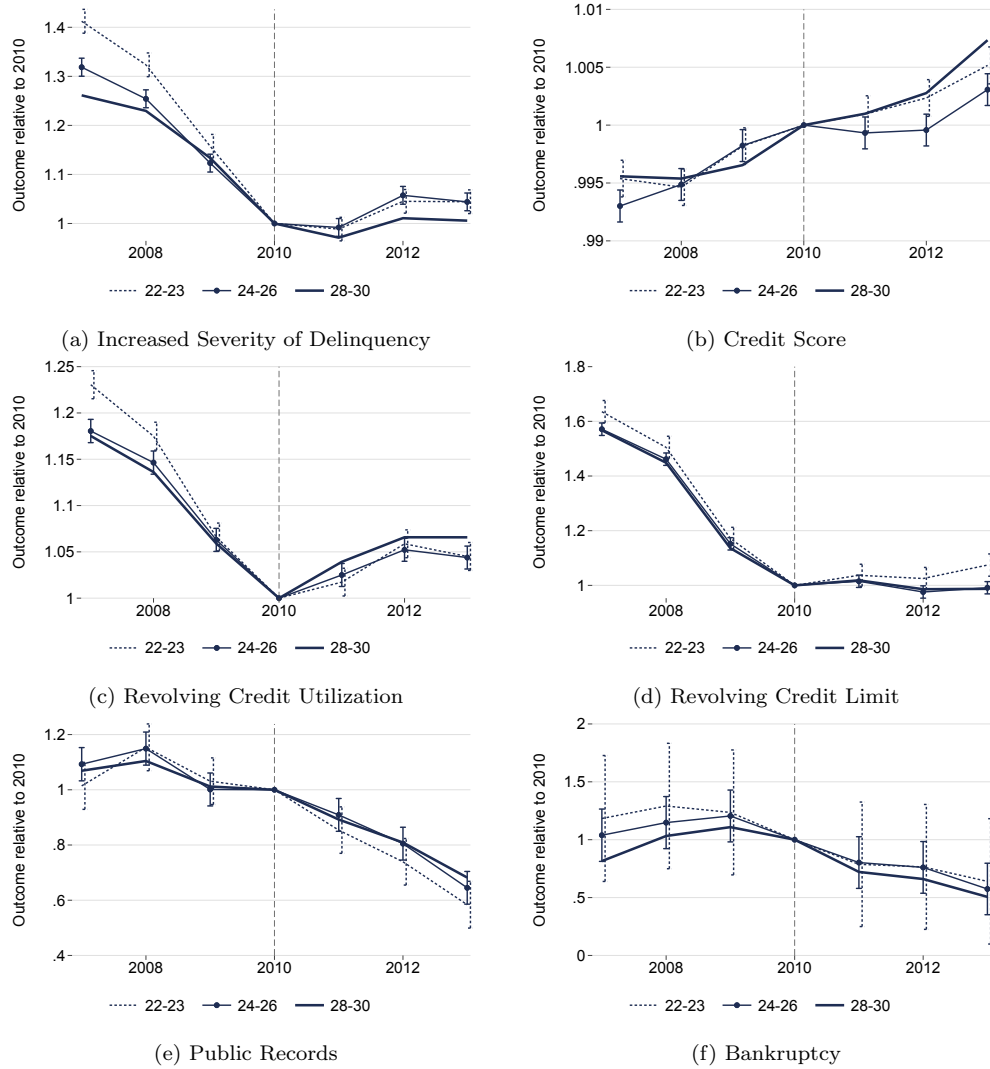 Outcome relative to 2010
1.4
1.3
1.2
1.1
1
2008 2010 2012
22-23 24-26 28-30
(a) Increased Severity of Delinquency
Outcome relative to 2010
1.01
1.005
1
.995
.99
2008 2010 2012
22-23 24-26 28-30
(b) Credit Score
Outcome relative to 2010
1.25
1.2
1.15
1.1
1.05
1
2008 2010 2012
22-23 24-26 28-30
(c) Revolving Credit Utilization
Outcome relative to 2010
1.8
1.6
1.4
1.2
1
2008 2010 2012
22-23 24-26 28-30
(d) Revolving Credit Limit
Outcome relative to 2010
1.2
1
.8
.6
.4
2008 2010 2012
22-23 24-26 28-30
(e) Public Records
Outcome relative to 2010
2
1.5
1
.5
0
2008 2010 2012
22-23 24-26 28-30
(f) Bankruptcy